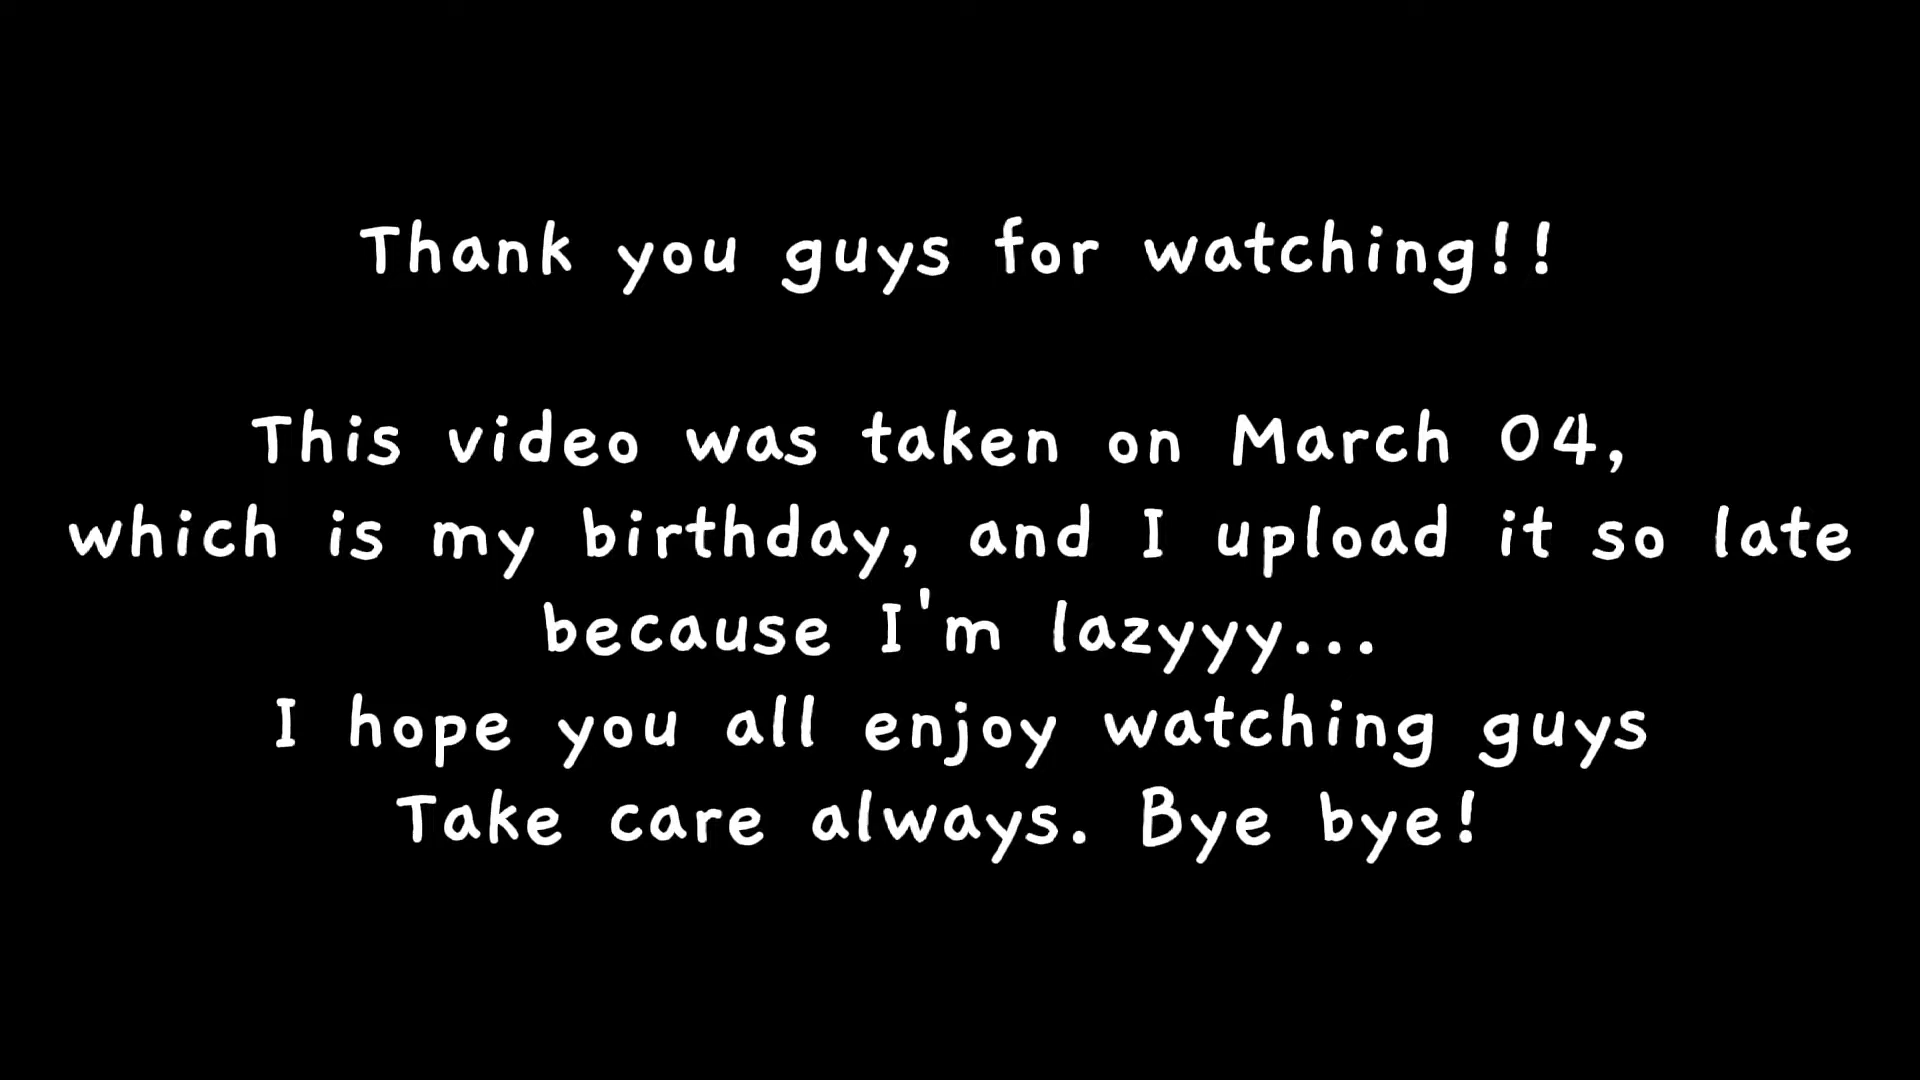 Thank you guys for watching!!
This video was taken on March 04,
which is my birthday, and I upload it so late
because I'm lazyyy...
I hope you all enjoy watching guys
Take care always. Bye bye!